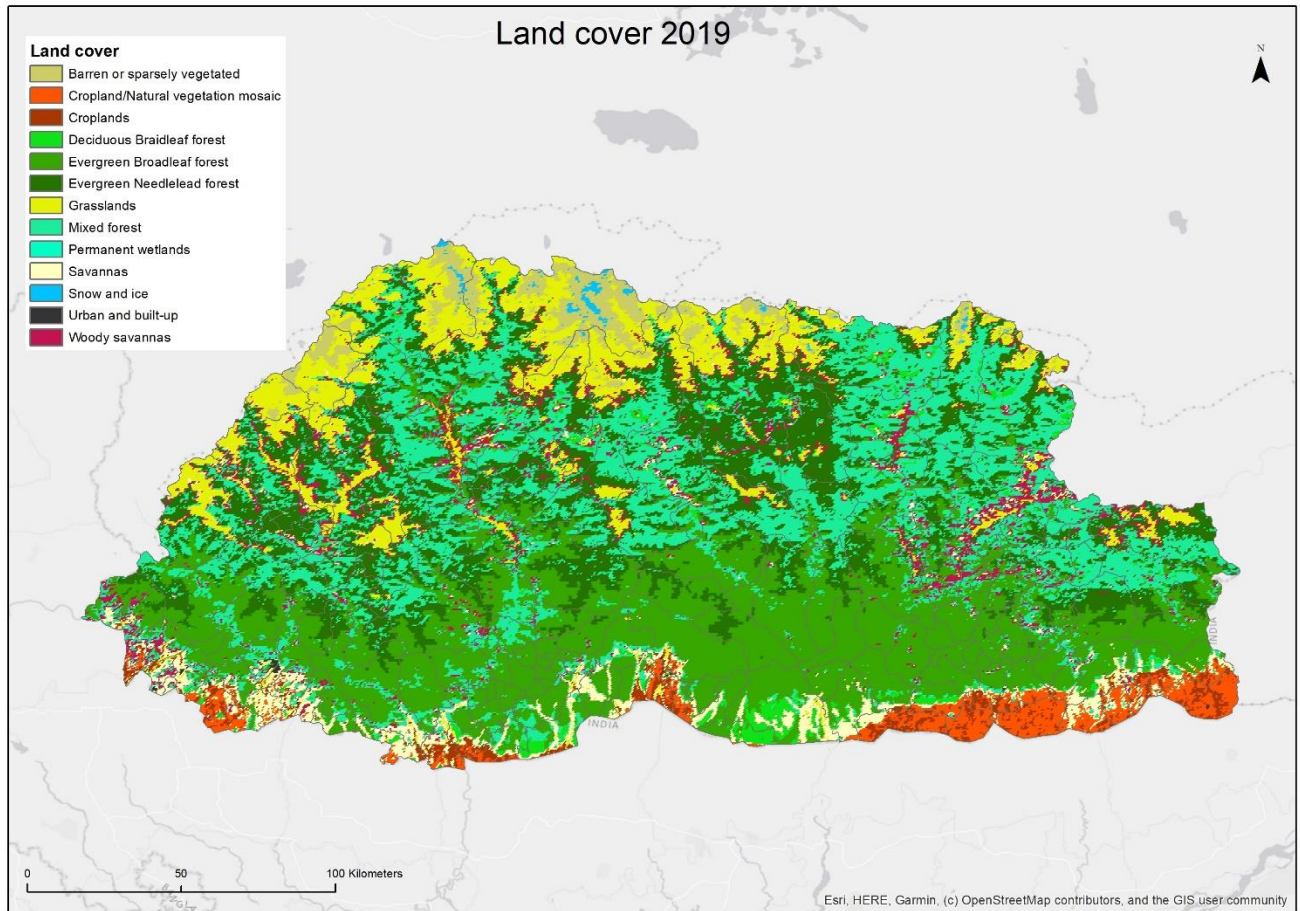 Land cover 2019
N
Land cover
Barren or sparsely vegetated
Cropland/Natural vegetation mosaic
Croplands
Deciduous Braidleaf forest
Evergreen Broadleaf forest
Evergreen Needlelead forest
Grasslands
Mixed forest
Permanent wetlands
Savannas
Snow and ice
Urban and built-up
Woody savannas
INDIA
INDIA
0 50 100 Kilometers
Esri, HERE, Garmin, (c) OpenStreetMap contributors, and the GIS user community